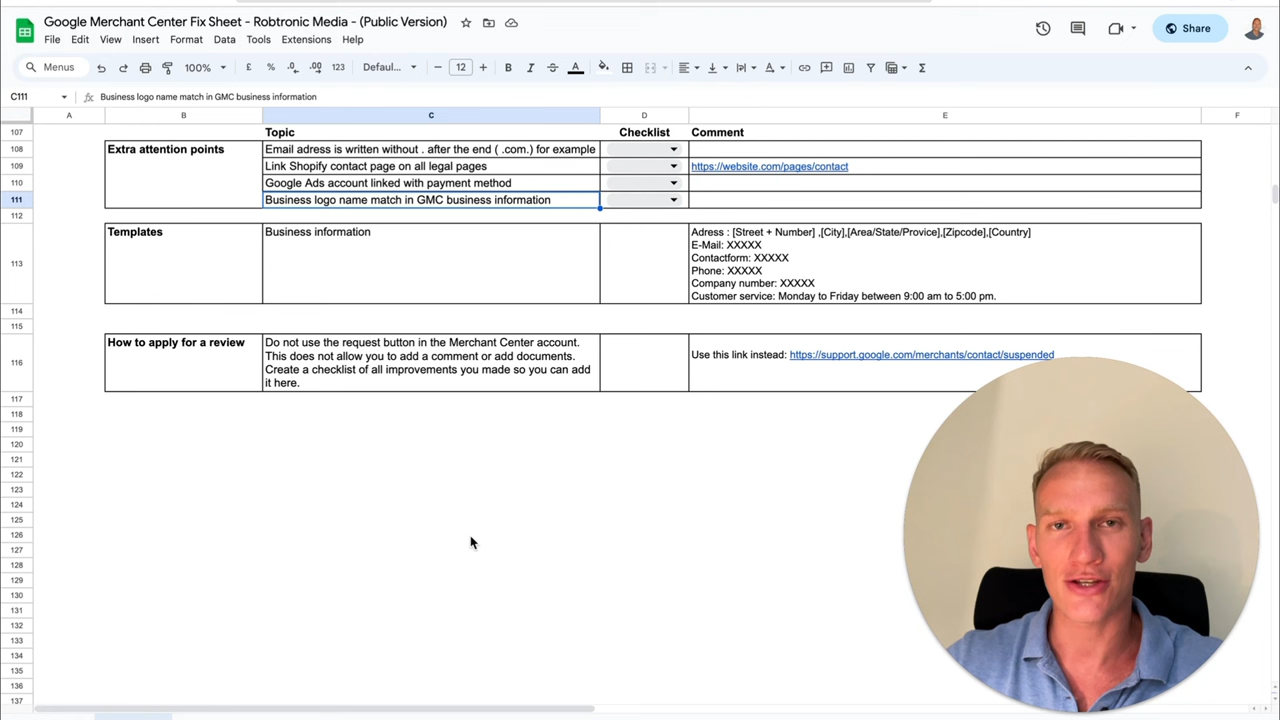 Google Merchant Center Fix Sheet - Robtronic Media - (Public Version)
File Edit View Insert Format Data Tools Extensions Help
Share
Menus 100% £ % .0 .00 123 Defaul... − 12 + B I S A Σ
C111 fx Business logo name match in GMC business information
A B C D E F
107 Topic Checklist Comment
108 Extra attention points Email adress is written without . after the end ( .com.) for example
109 Link Shopify contact page on all legal pages https://website.com/pages/contact
110 Google Ads account linked with payment method
111 Business logo name match in GMC business information
112
113 Templates Business information Adress : [Street + Number] ,[City],[Area/State/Provice],[Zipcode],[Country]
E-Mail: XXXXX
Contactform: XXXXX
Phone: XXXXX
Company number: XXXXX
Customer service: Monday to Friday between 9:00 am to 5:00 pm.
114
115
116 How to apply for a review Do not use the request button in the Merchant Center account.
This does not allow you to add a comment or add documents.
Create a checklist of all improvements you made so you can add
it here.
Use this link instead: https://support.google.com/merchants/contact/suspended
117
118
119
120
121
122
123
124
125
126
127
128
129
130
131
132
133
134
135
136
137